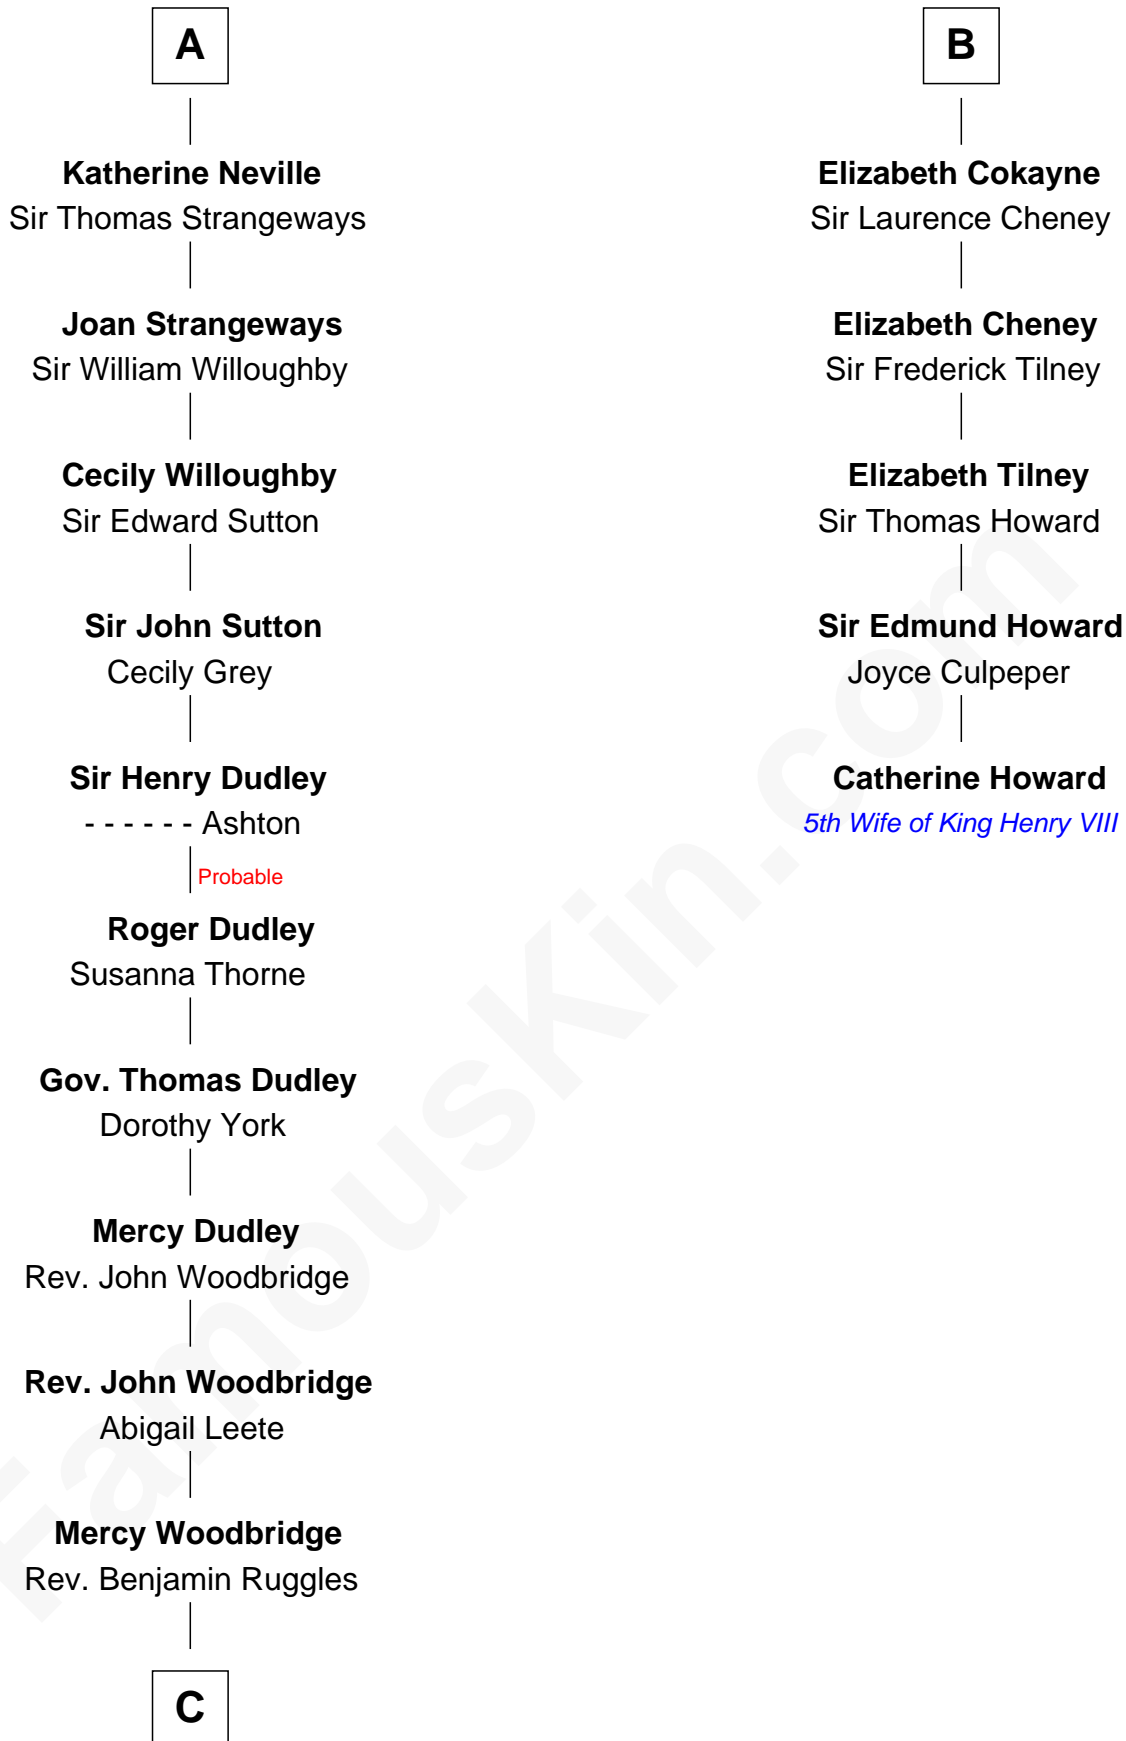 A
Katherine Neville
Sir Thomas Strangeways
Joan Strangeways
Sir William Willoughby
Cecily Willoughby
Sir Edward Sutton
Sir John Sutton
Cecily Grey
Sir Henry Dudley
- - - - - - Ashton
Probable
Roger Dudley
Susanna Thorne
Gov. Thomas Dudley
Dorothy York
Mercy Dudley
Rev. John Woodbridge
Rev. John Woodbridge
Abigail Leete
Mercy Woodbridge
Rev. Benjamin Ruggles
C
B
Elizabeth Cokayne
Sir Laurence Cheney
Elizabeth Cheney
Sir Frederick Tilney
Elizabeth Tilney
Sir Thomas Howard
Sir Edmund Howard
Joyce Culpeper
Catherine Howard
5th Wife of King Henry VIII
FamousKin.com